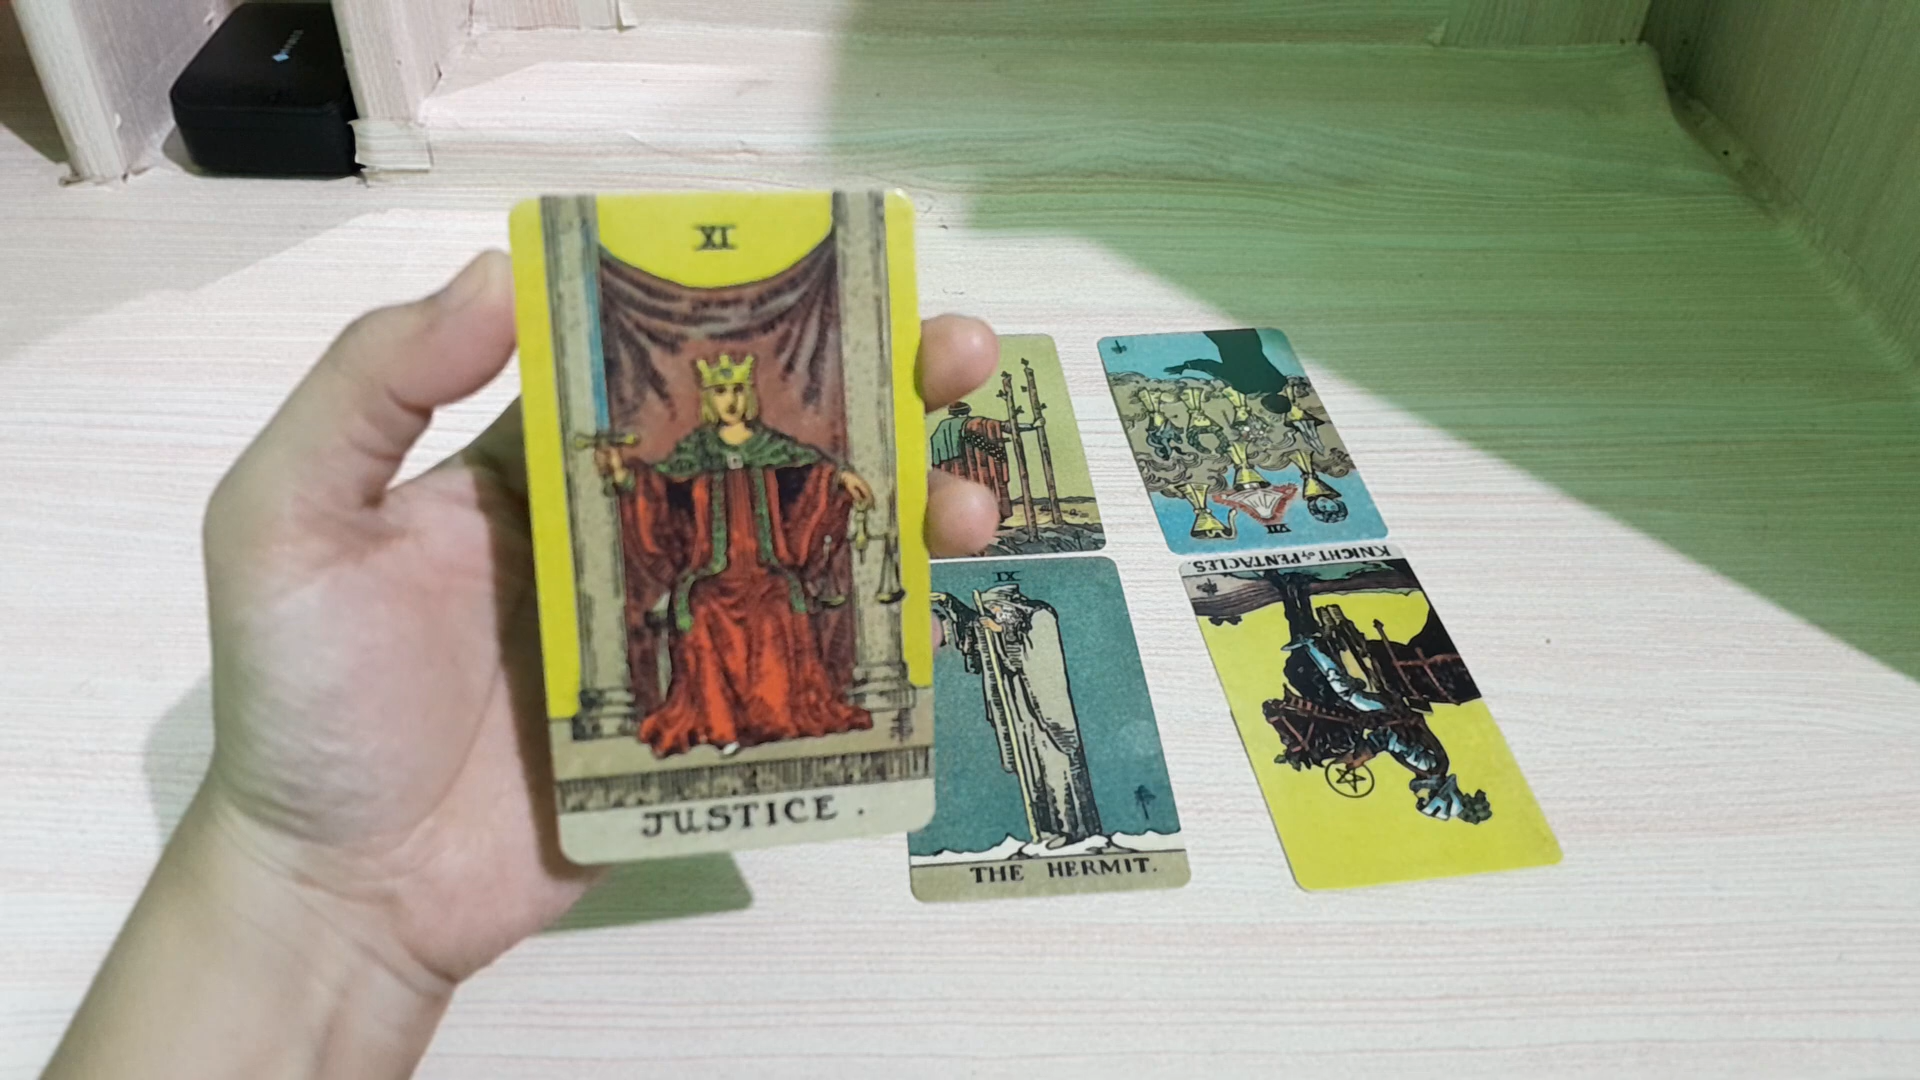 XI
JUSTICE.
VII
KNIGHT of PENTACLES.
IX
THE HERMIT.